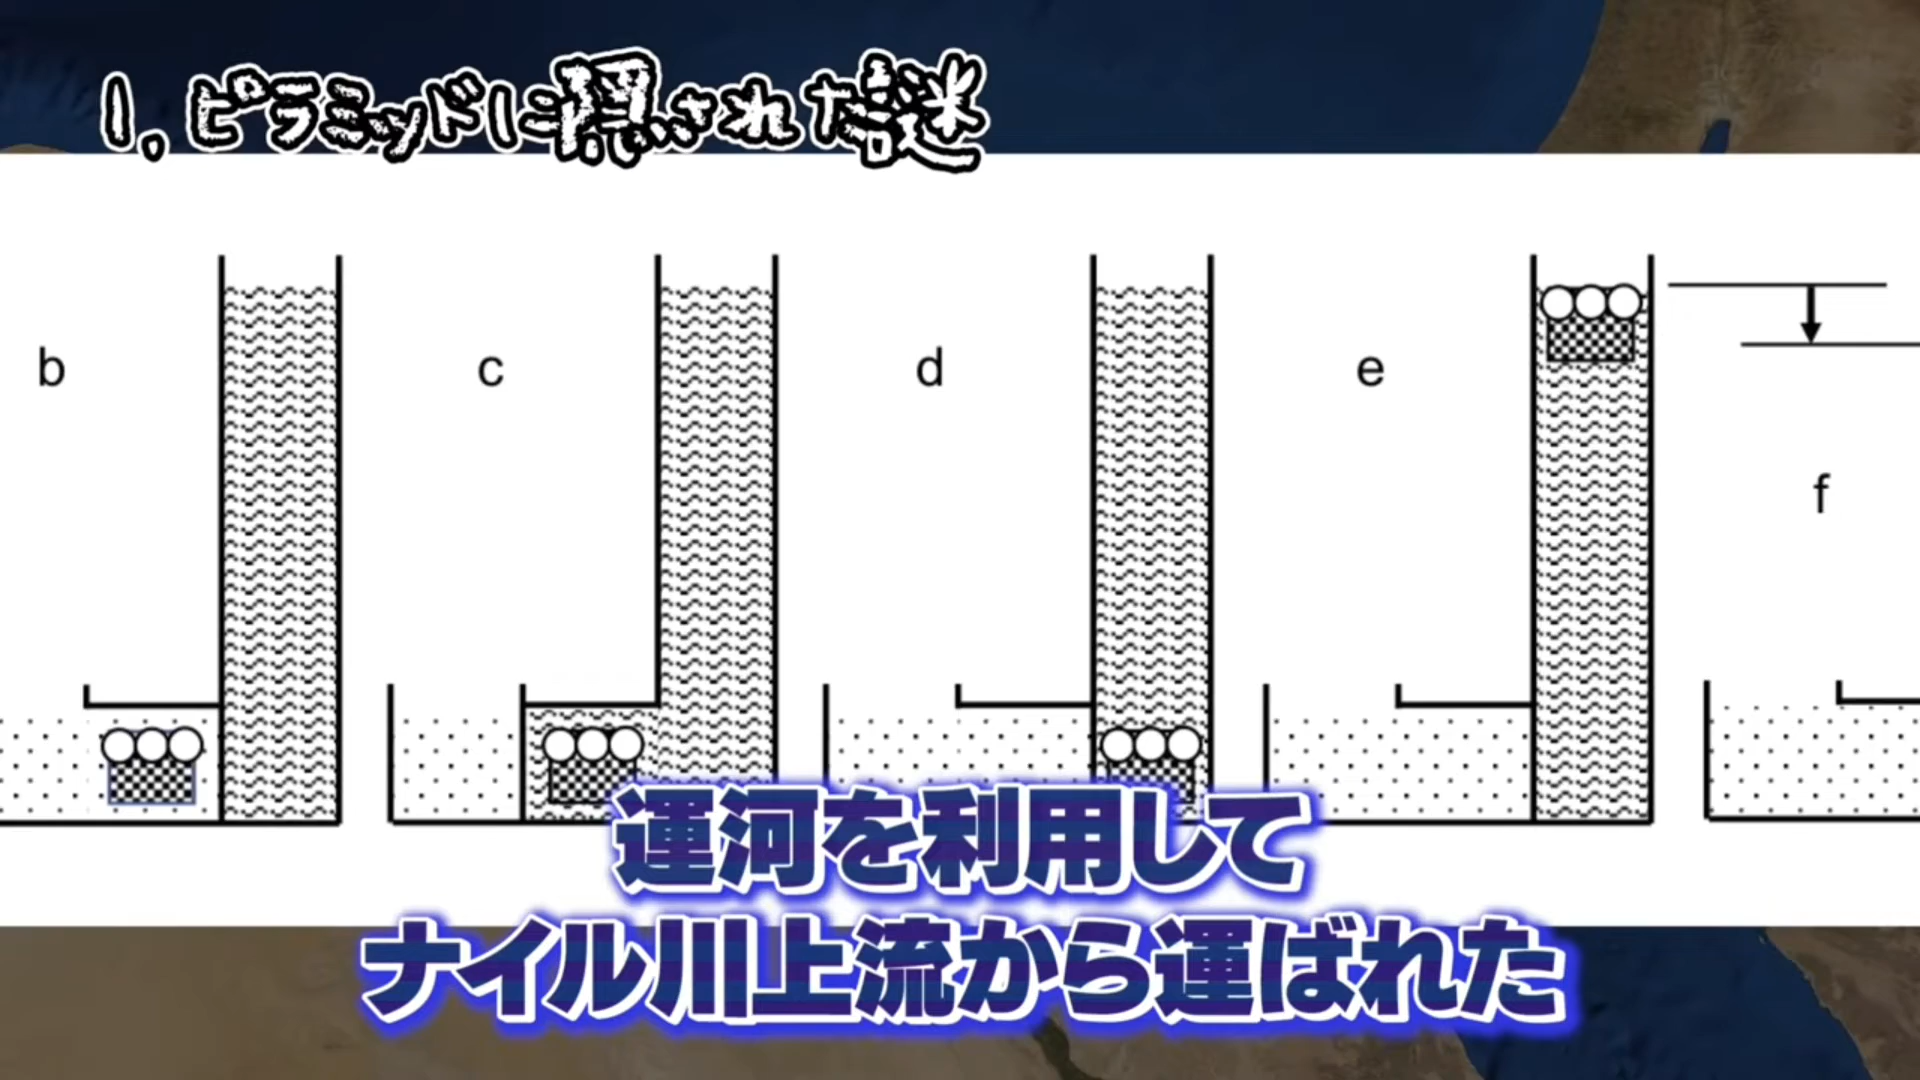 1. ピラミッドに隠された謎
b
c
d
e
f
運河を利用して
ナイル川上流から運ばれた